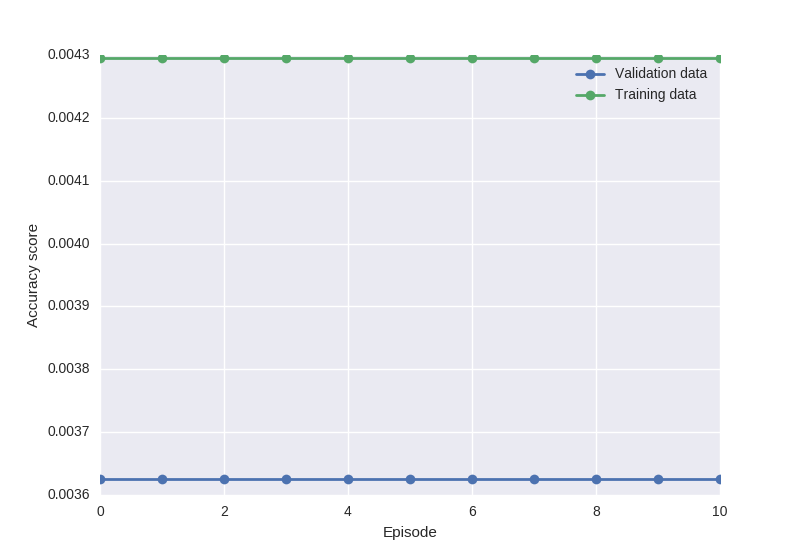 0.0043
0.0042
0.0041
0.0040
0.0039
0.0038
0.0037
0.0036
Accuracy score
Validation data
Training data
0 2 4 6 8 10
Episode